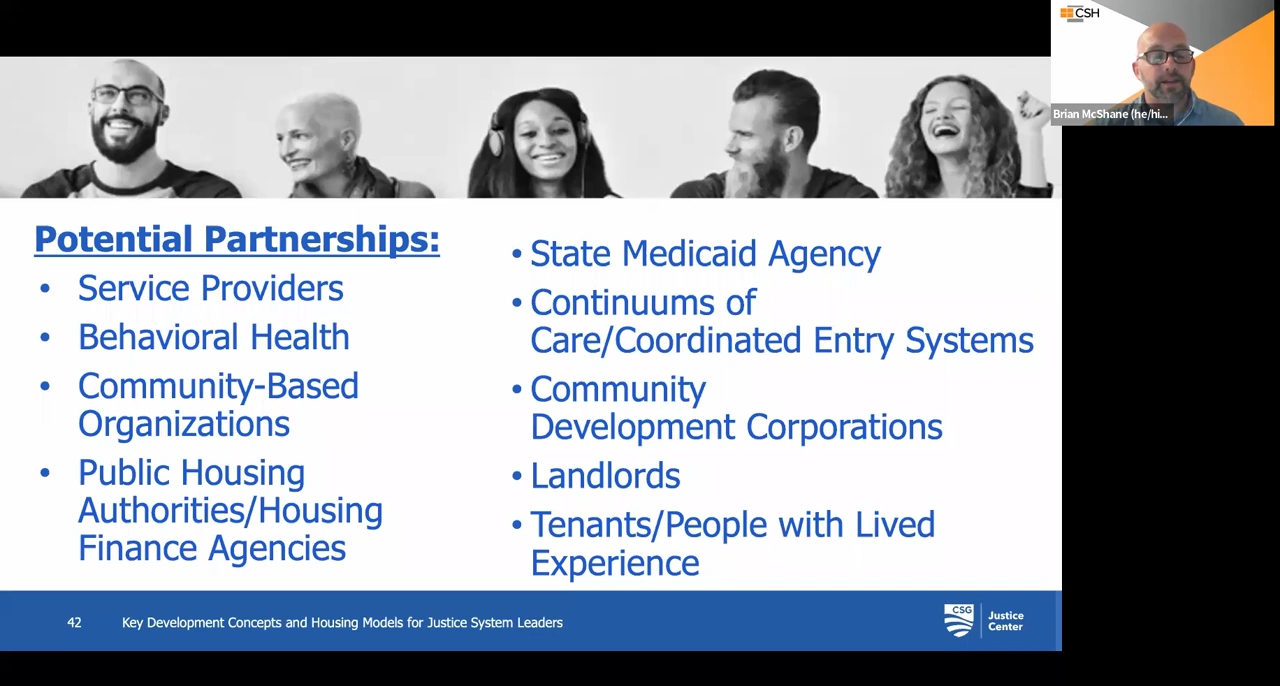 CSH
Brian McShane (he/hi...
Potential Partnerships:
• Service Providers
• Behavioral Health
• Community-Based
Organizations
• Public Housing
Authorities/Housing
Finance Agencies
• State Medicaid Agency
• Continuums of
Care/Coordinated Entry Systems
• Community
Development Corporations
• Landlords
• Tenants/People with Lived
Experience
42
Key Development Concepts and Housing Models for Justice System Leaders
CSG
Justice
Center